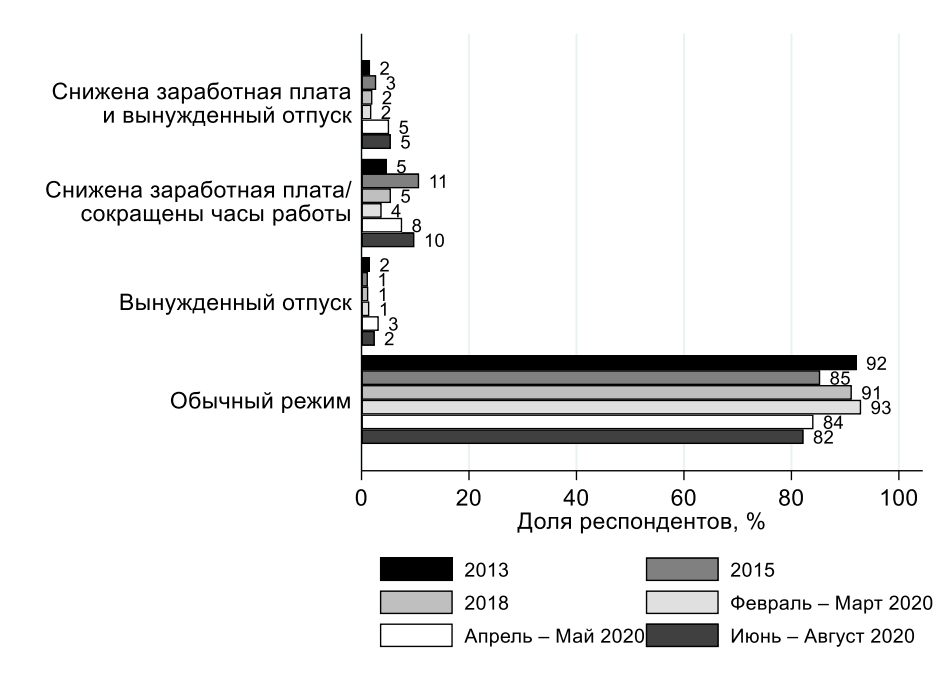 Снижена заработная плата
и вынужденный отпуск
2
3
2
2
5
5
Снижена заработная плата/
сокращены часы работы
5
11
5
4
8
10
Вынужденный отпуск
2
1
1
1
3
2
Обычный режим
92
85
91
93
84
82
0 20 40 60 80 100
Доля респондентов, %
2013 2015
2018 Февраль – Март 2020
Апрель – Май 2020 Июнь – Август 2020